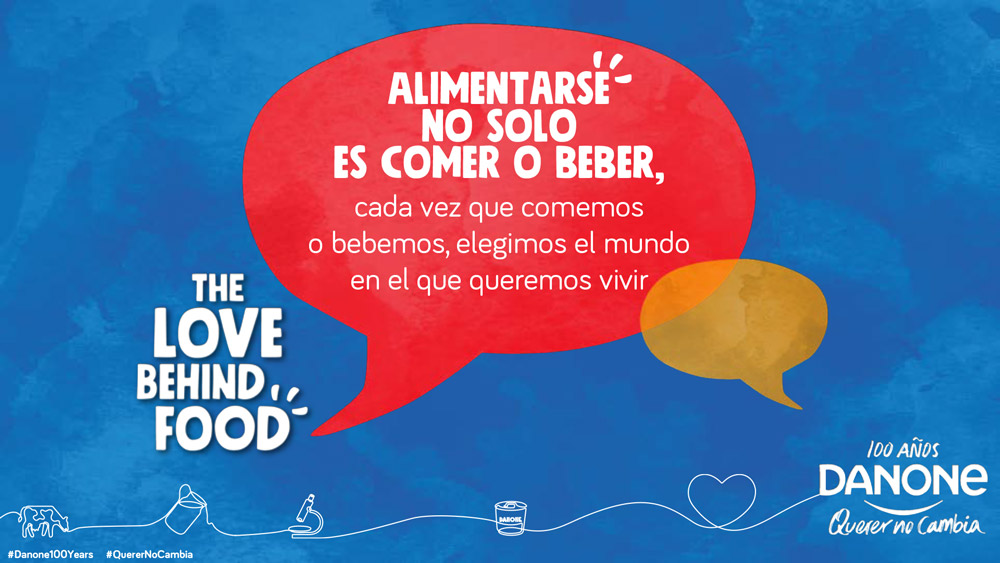 ALIMENTARSE
NO SOLO
ES COMER O BEBER,
cada vez que comemos
o bebemos, elegimos el mundo
en el que queremos vivir
THE
LOVE
BEHIND
FOOD
100 AÑOS
DANONE
Querer no Cambia
DANONE
#Danone100Years #QuererNoCambia